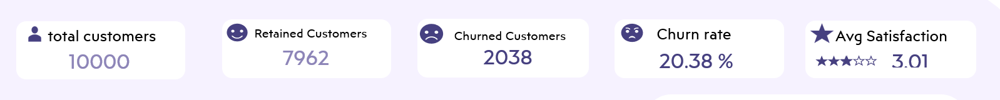 total customers
10000
Retained Customers
7962
Churned Customers
2038
Churn rate
20.38 %
Avg Satisfaction
3.01